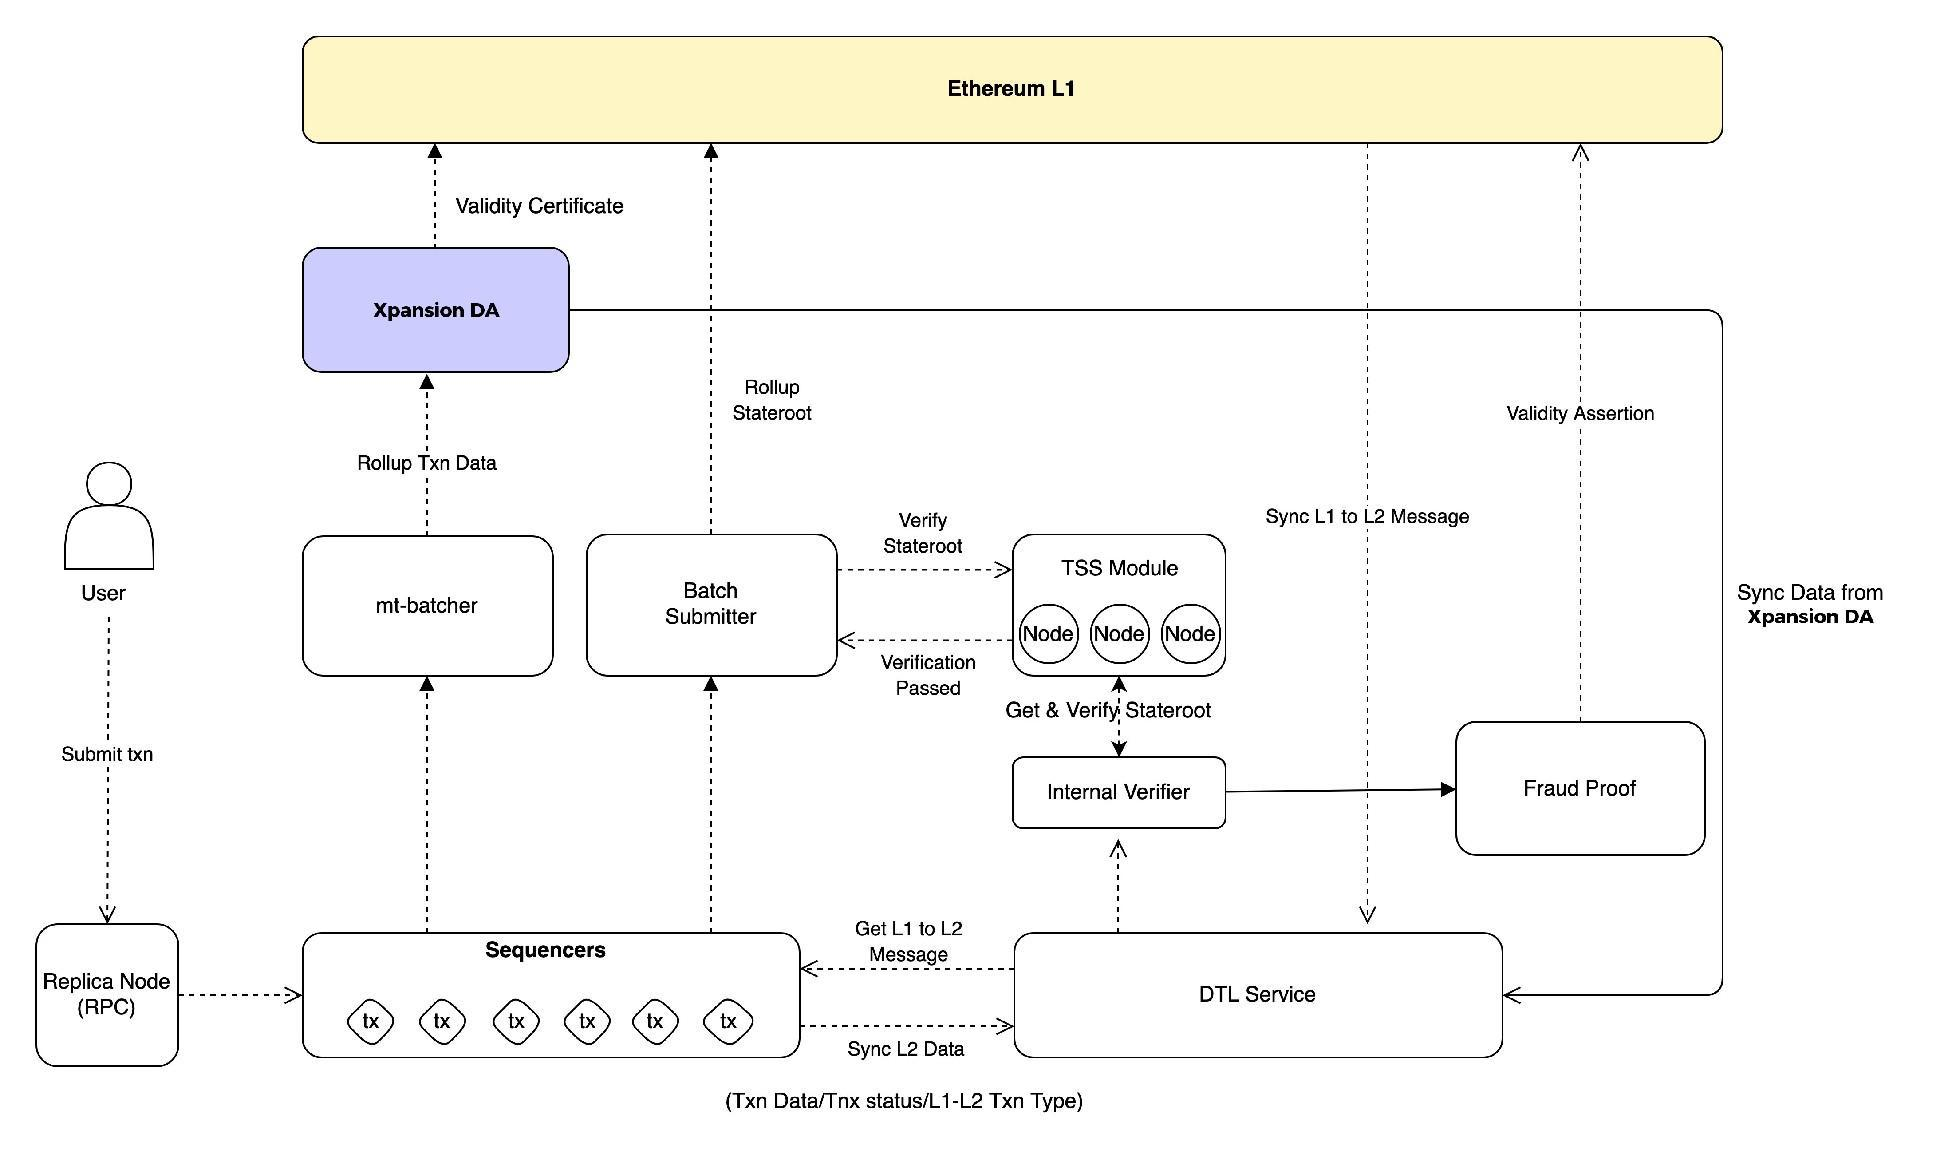 Ethereum L1
Validity Certificate
Xpansion DA
Rollup
Stateroot
Validity Assertion
Rollup Txn Data
Sync L1 to L2 Message
Verify
Stateroot
TSS Module
Node
Node
Node
mt-batcher
Batch
Submitter
User
Sync Data from
Xpansion DA
Verification
Passed
Get & Verify Stateroot
Submit txn
Internal Verifier
Fraud Proof
Replica Node
(RPC)
Sequencers
tx
tx
tx
tx
tx
tx
Get L1 to L2
Message
DTL Service
Sync L2 Data
(Txn Data/Tnx status/L1-L2 Txn Type)